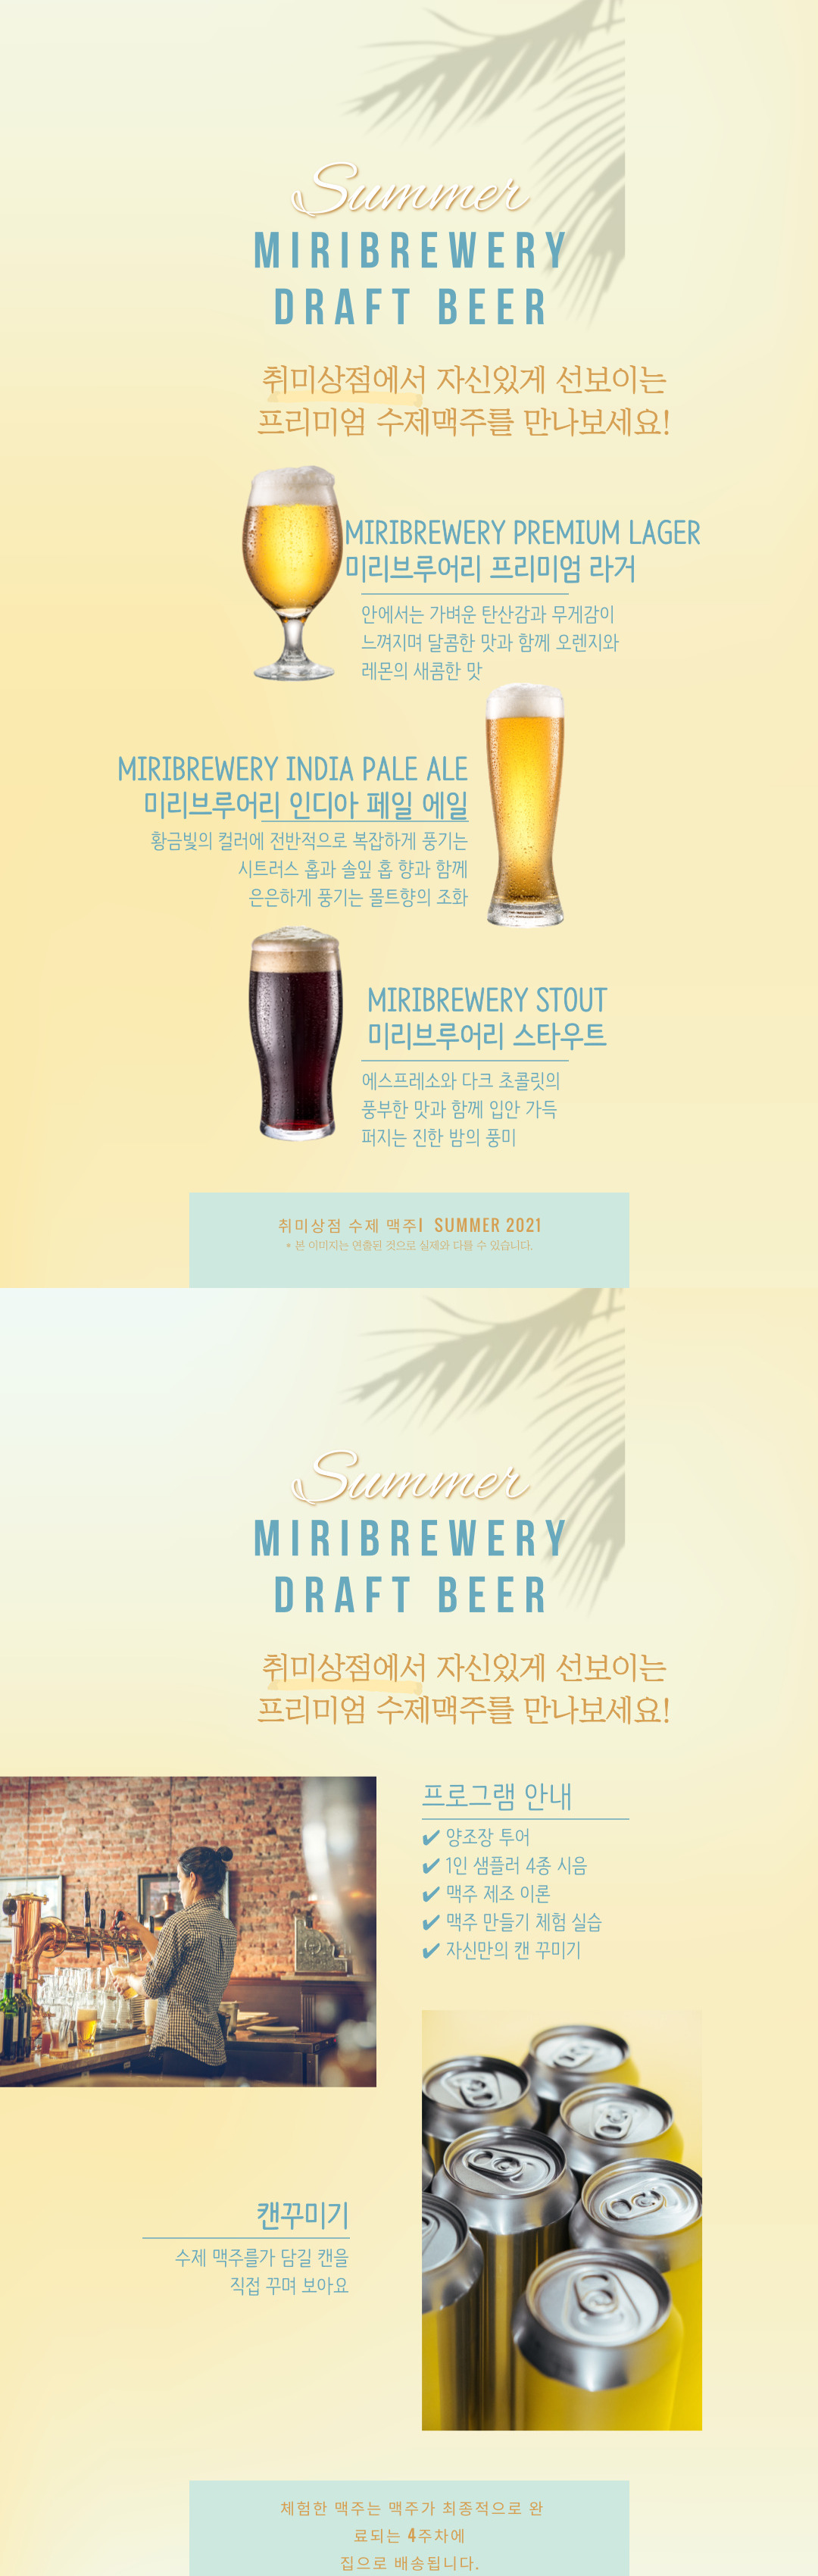 Summer
MIRIBREWERY
DRAFT BEER
취미상점에서 자신있게 선보이는
프리미엄 수제맥주를 만나보세요!
MIRIBREWERY PREMIUM LAGER
미리브루어리 프리미엄 라거
안에서는 가벼운 탄산감과 무게감이
느껴지며 달콤한 맛과 함께 오렌지와
레몬의 새콤한 맛
MIRIBREWERY INDIA PALE ALE
미리브루어리 인디아 페일 에일
황금빛의 컬러에 전반적으로 복잡하게 풍기는
시트러스 홉과 솔잎 홉 향과 함께
은은하게 풍기는 몰트향의 조화
MIRIBREWERY STOUT
미리브루어리 스타우트
에스프레소와 다크 초콜릿의
풍부한 맛과 함께 입안 가득
퍼지는 진한 밤의 풍미
취미상점 수제 맥주| SUMMER 2021
* 본 이미지는 연출된 것으로 실제와 다를 수 있습니다.
Summer
MIRIBREWERY
DRAFT BEER
취미상점에서 자신있게 선보이는
프리미엄 수제맥주를 만나보세요!
프로그램 안내
✔ 양조장 투어
✔ 1인 샘플러 4종 시음
✔ 맥주 제조 이론
✔ 맥주 만들기 체험 실습
✔ 자신만의 캔 꾸미기
캔꾸미기
수제 맥주를가 담길 캔을
직접 꾸며 보아요
체험한 맥주는 맥주가 최종적으로 완
료되는 4주차에
집으로 배송됩니다.